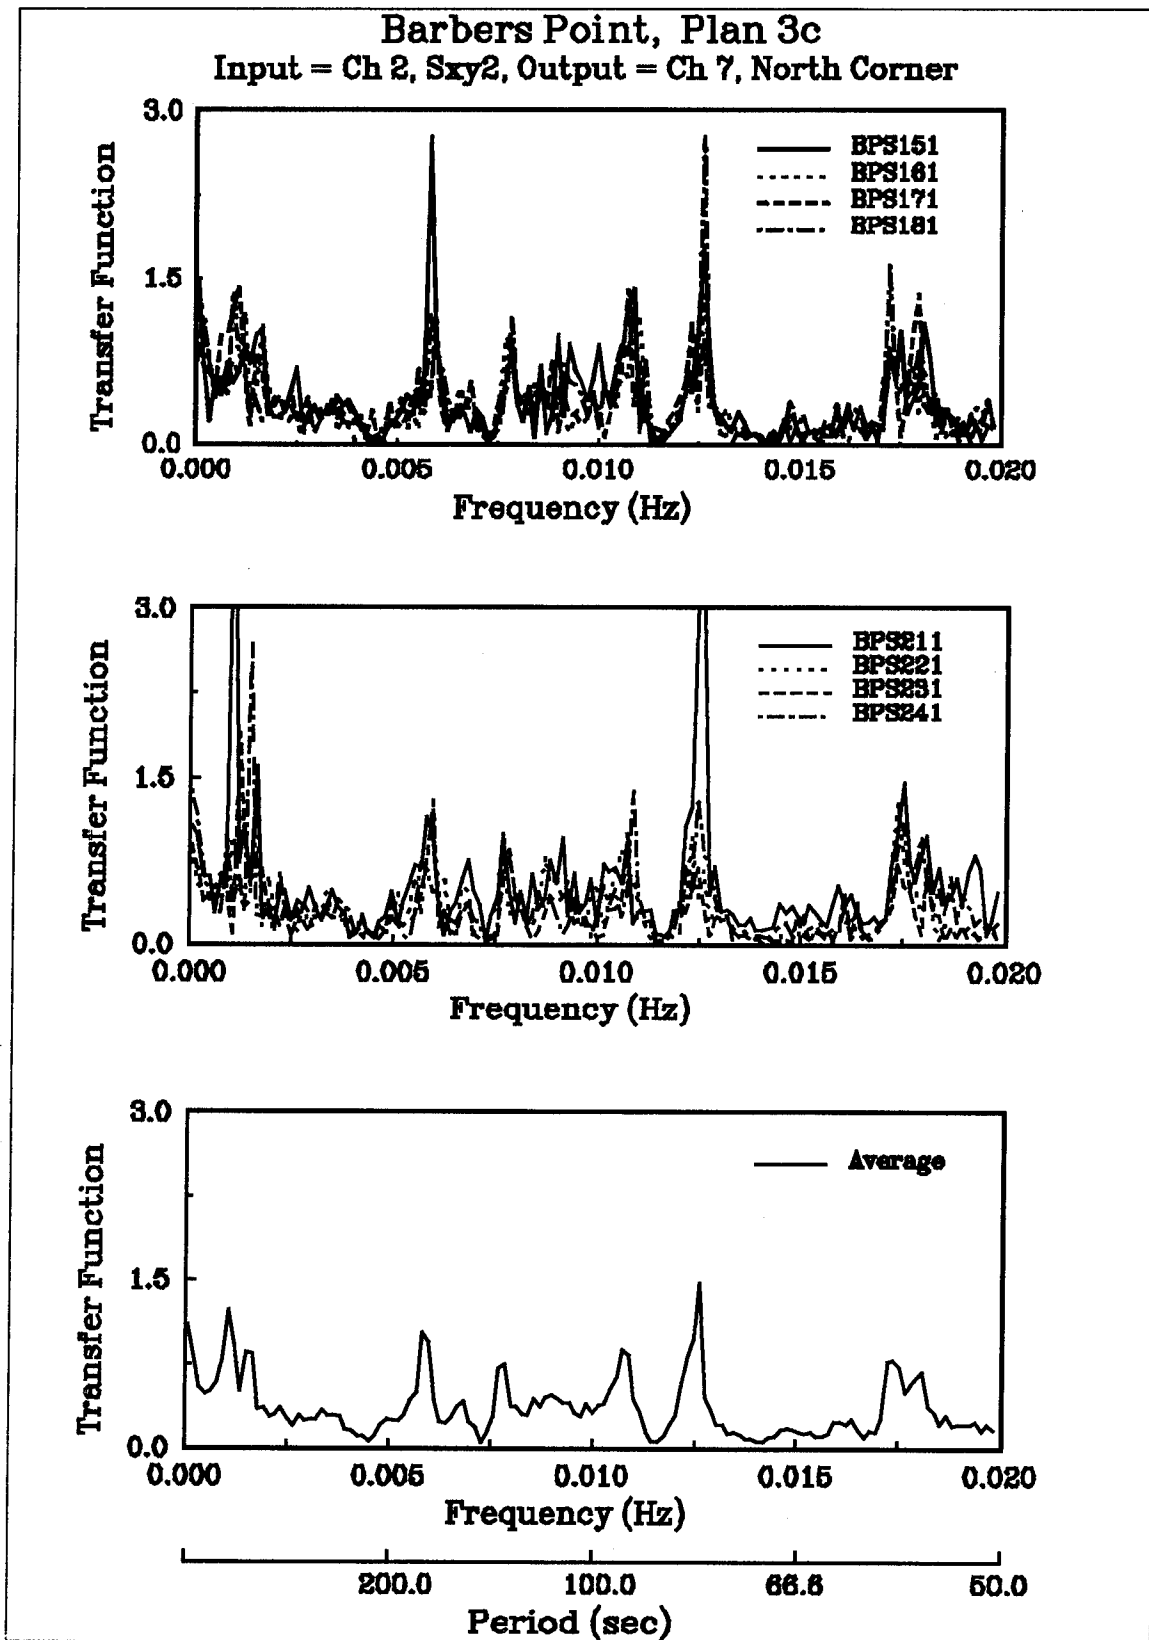 Barbers Point, Plan 3c
Input = Ch 2, Sxy2, Output = Ch 7, North Corner
3.0
1.5
0.0
Transfer Function
BPS151
BPS161
BPS171
BPS181
0.000 0.005 0.010 0.015 0.020
Frequency (Hz)
3.0
1.5
0.0
Transfer Function
BPS211
BPS221
BPS231
BPS241
0.000 0.005 0.010 0.015 0.020
Frequency (Hz)
3.0
1.5
0.0
Transfer Function
Average
0.000 0.005 0.010 0.015 0.020
Frequency (Hz)
200.0 100.0 66.6 50.0
Period (sec)